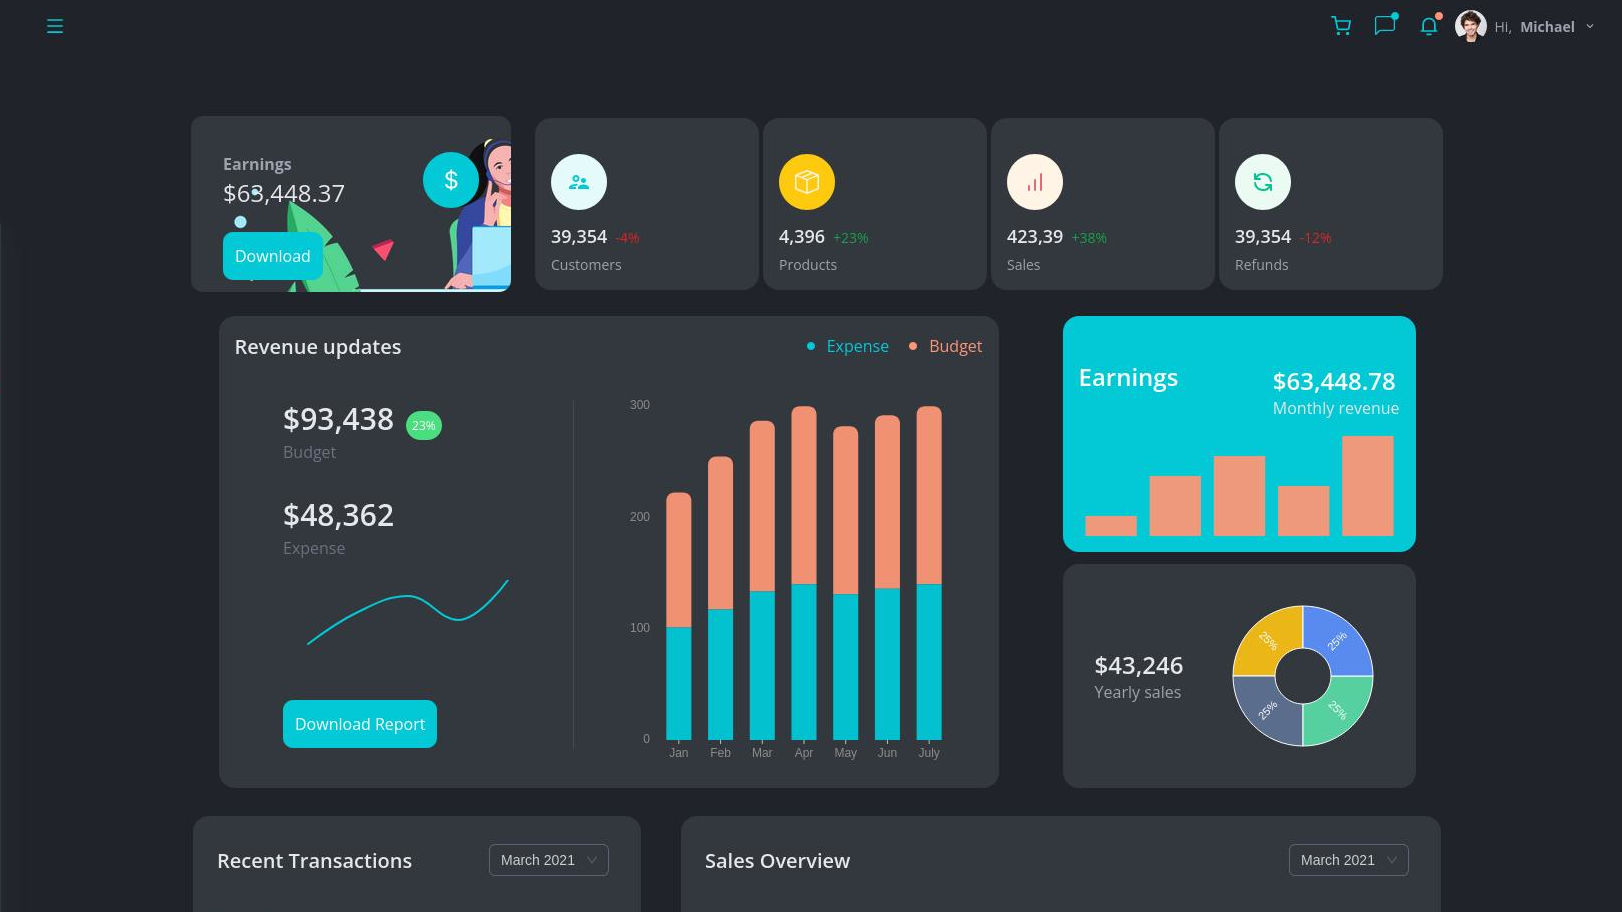 Hi, Michael
Earnings
$63,448.37
Download
$
39,354 -4%
Customers
4,396 +23%
Products
423,39 +38%
Sales
39,354 -12%
Refunds
Revenue updates
Expense Budget
$93,438 23%
Budget
$48,362
Expense
Download Report
300
200
100
0
Jan Feb Mar Apr May Jun July
Earnings
$63,448.78
Monthly revenue
$43,246
Yearly sales
25% 25%
25% 25%
Recent Transactions
March 2021
Sales Overview
March 2021